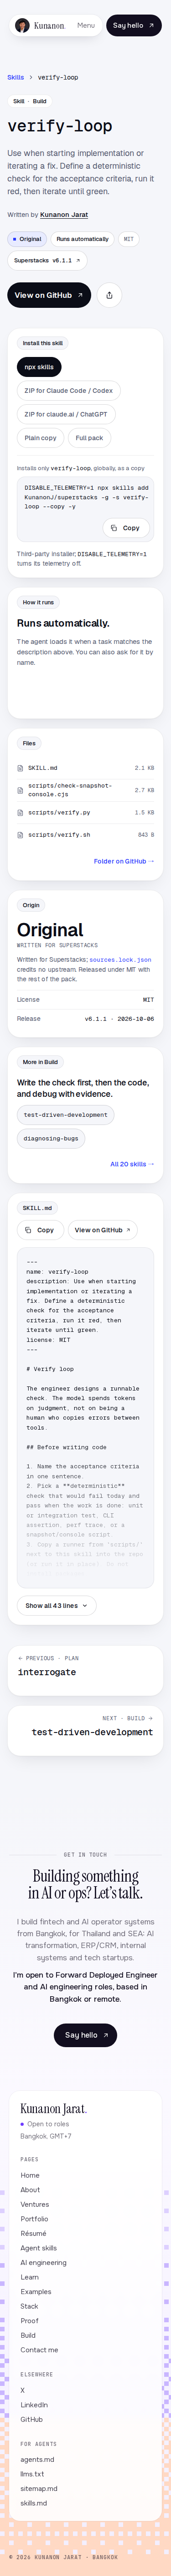 Kunanon.
Menu
Say hello ↗
Skills > verify-loop
Skill · Build
verify-loop
Use when starting implementation or
iterating a fix. Define a deterministic
check for the acceptance criteria, run it
red, then iterate until green.
Written by Kunanon Jarat
Original
Runs automatically
MIT
Superstacks v6.1.1 ↗
View on GitHub ↗
Install this skill
npx skills
ZIP for Claude Code / Codex
ZIP for claude.ai / ChatGPT
Plain copy
Full pack
Installs only verify-loop, globally, as a copy
DISABLE_TELEMETRY=1 npx skills add
KunanonJ/superstacks -g -s verify-
loop --copy -y
Copy
Third-party installer; DISABLE_TELEMETRY=1
turns its telemetry off.
How it runs
Runs automatically.
The agent loads it when a task matches the
description above. You can also ask for it by
name.
Files
SKILL.md 2.1 KB
scripts/check-snapshot-
console.cjs 2.7 KB
scripts/verify.py 1.5 KB
scripts/verify.sh 843 B
Folder on GitHub →
Origin
Original
WRITTEN FOR SUPERSTACKS
Written for Superstacks; sources.lock.json
credits no upstream. Released under MIT with
the rest of the pack.
License MIT
Release v6.1.1 · 2026-10-06
More in Build
Write the check first, then the code,
and debug with evidence.
test-driven-development
diagnosing-bugs
All 20 skills →
SKILL.md
Copy
View on GitHub ↗
---
name: verify-loop
description: Use when starting
implementation or iterating a
fix. Define a deterministic
check for the acceptance
criteria, run it red, then
iterate until green.
license: MIT
---
# Verify loop
The engineer designs a runnable
check. The model spends tokens
on judgment, not on being a
human who copies errors between
tools.
## Before writing code
1. Name the acceptance criteria
in one sentence.
2. Pick a **deterministic**
check that would fail today and
pass when the work is done: unit
or integration test, CLI
assertion, perf trace, or a
snapshot/console script.
3. Copy a runner from `scripts/`
next to this skill into the repo
Show all 43 lines
← PREVIOUS · PLAN
interrogate
NEXT · BUILD →
test-driven-development
GET IN TOUCH
Building something
in AI or ops? Let's talk.
I build fintech and AI operator systems
from Bangkok, for Thailand and SEA: AI
transformation, ERP/CRM, internal
systems and tech startups.
I'm open to Forward Deployed Engineer
and AI engineering roles, based in
Bangkok or remote.
Say hello ↗
Kunanon Jarat.
Open to roles
Bangkok, GMT+7
PAGES
Home
About
Ventures
Portfolio
Résumé
Agent skills
AI engineering
Learn
Examples
Stack
Proof
Build
Contact me
ELSEWHERE
X
LinkedIn
GitHub
FOR AGENTS
agents.md
llms.txt
sitemap.md
skills.md
© 2026 KUNANON JARAT · BANGKOK